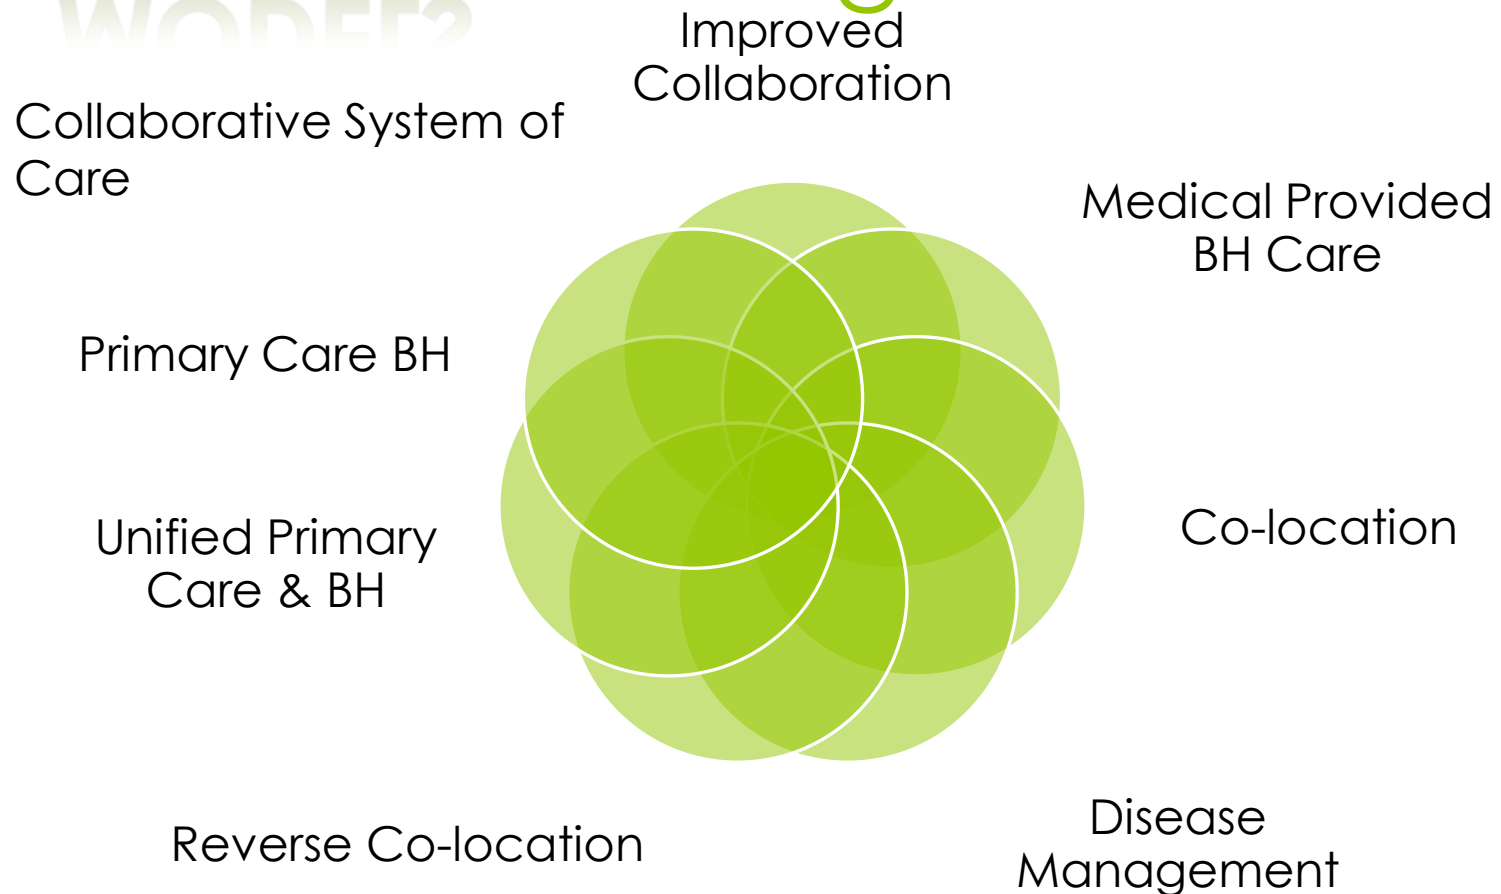 Improved
Collaboration
Collaborative System of
Care
Medical Provided
BH Care
Primary Care BH
Co-location
Unified Primary
Care & BH
Disease
Management
Reverse Co-location